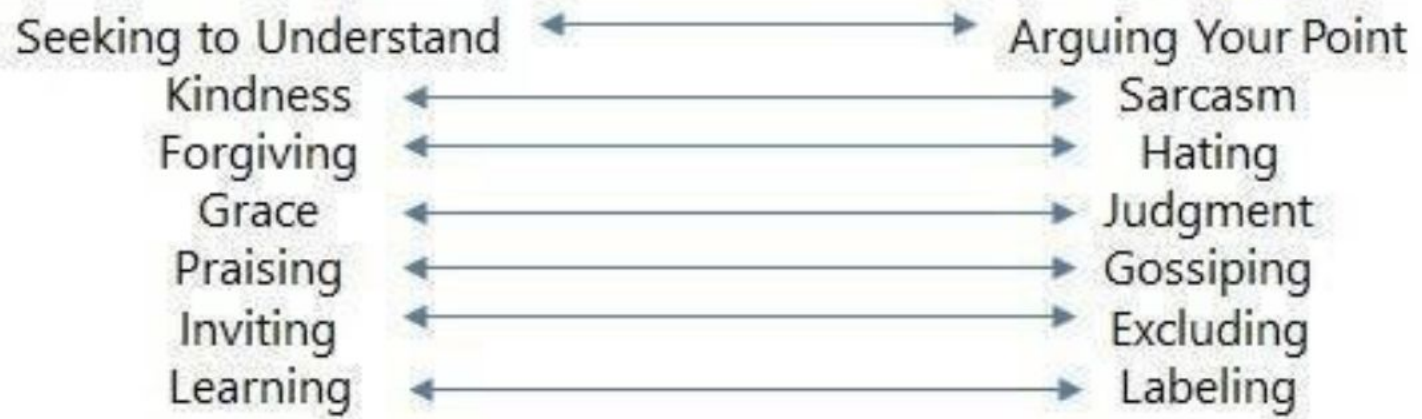 Seeking to Understand Arguing Your Point
Kindness Sarcasm
Forgiving Hating
Grace Judgment
Praising Gossiping
Inviting Excluding
Learning Labeling